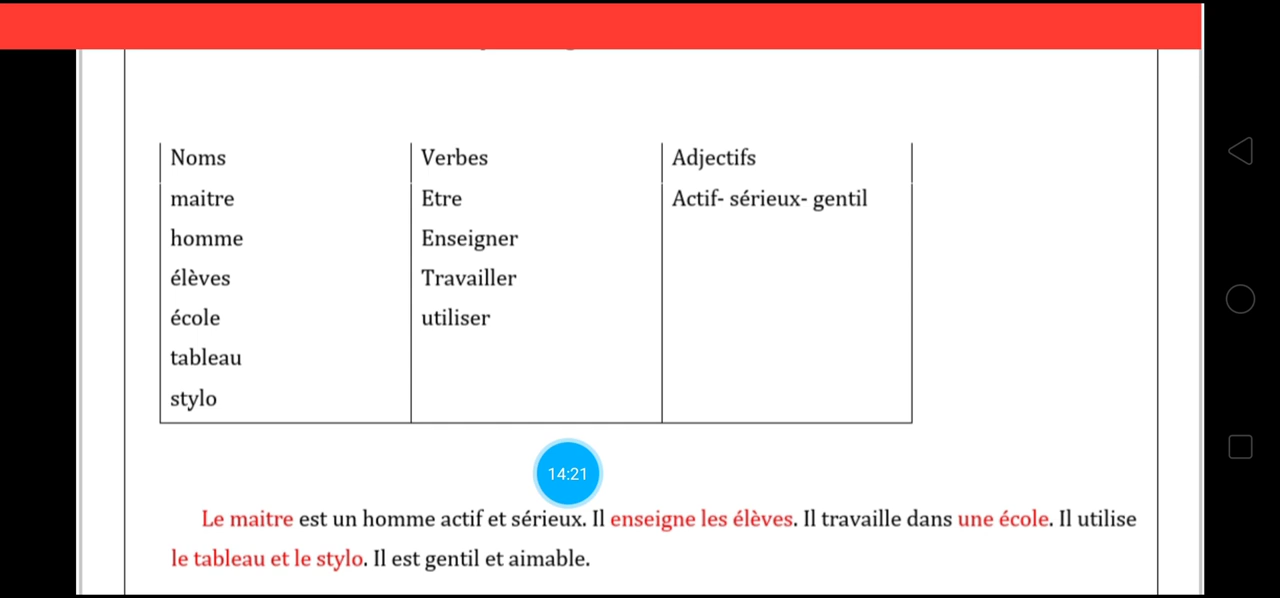 Noms Verbes Adjectifs
maitre Etre Actif- sérieux- gentil
homme Enseigner
élèves Travailler
école utiliser
tableau
stylo
14:21
Le maitre est un homme actif et sérieux. Il enseigne les élèves. Il travaille dans une école. Il utilise
le tableau et le stylo. Il est gentil et aimable.